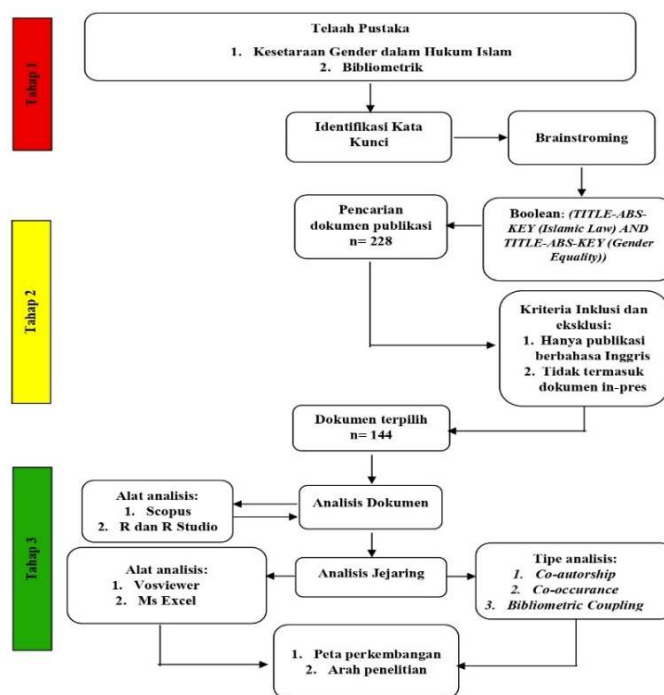 Tahap 1
Telaah Pustaka
1. Kesetaraan Gender dalam Hukum Islam
2. Bibliometrik
Identifikasi Kata
Kunci
Brainstroming
Tahap 2
Pencarian
dokumen publikasi
n= 228
Boolean: (TITLE-ABS-
KEY (Islamic Law) AND
TITLE-ABS-KEY (Gender
Equality))
Kriteria Inklusi dan
eksklusi:
1. Hanya publikasi
berbahasa Inggris
2. Tidak termasuk
dokumen in-pres
Dokumen terpilih
n= 144
Tahap 3
Alat analisis:
1. Scopus
2. R dan R Studio
Analisis Dokumen
Alat analisis:
1. Vosviewer
2. Ms Excel
Analisis Jejaring
Tipe analisis:
1. Co-autorship
2. Co-occurance
3. Bibliometric Coupling
1. Peta perkembangan
2. Arah penelitian